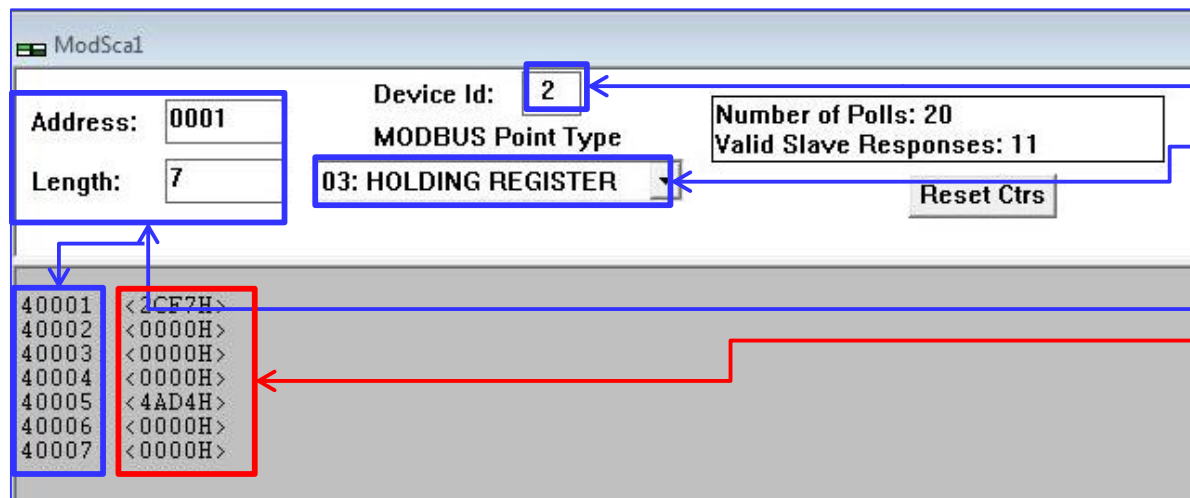 ModSca1
Device Id: 2
Address: 0001
MODBUS Point Type
Number of Polls: 20
Valid Slave Responses: 11
Length: 7
03: HOLDING REGISTER
Reset Ctrs
40001 <2CF7H>
40002 <0000H>
40003 <0000H>
40004 <0000H>
40005 <4AD4H>
40006 <0000H>
40007 <0000H>